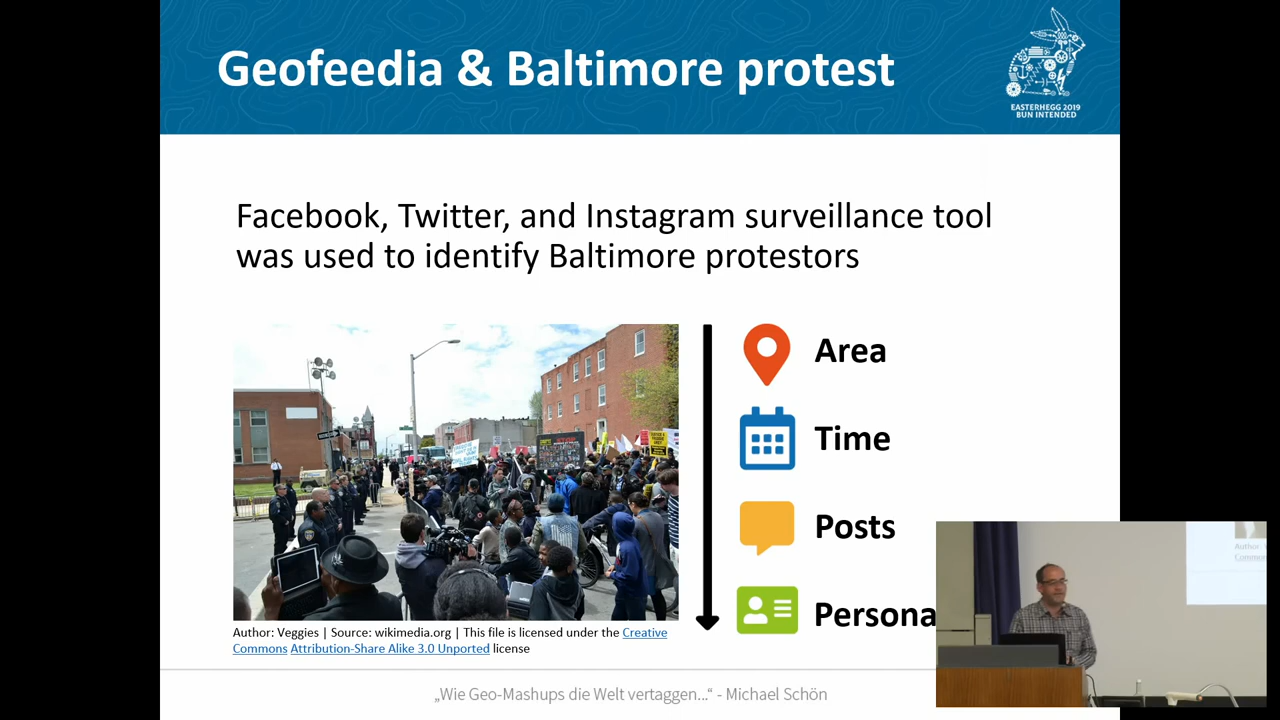 Geofeedia & Baltimore protest
EASTERHEGG 2019
BUN INTENDED
Facebook, Twitter, and Instagram surveillance tool
was used to identify Baltimore protestors
Area
Time
Posts
Persona
Author: Veggies | Source: wikimedia.org | This file is licensed under the Creative
Commons Attribution-Share Alike 3.0 Unported license
„Wie Geo-Mashups die Welt vertaggen...“ - Michael Schön